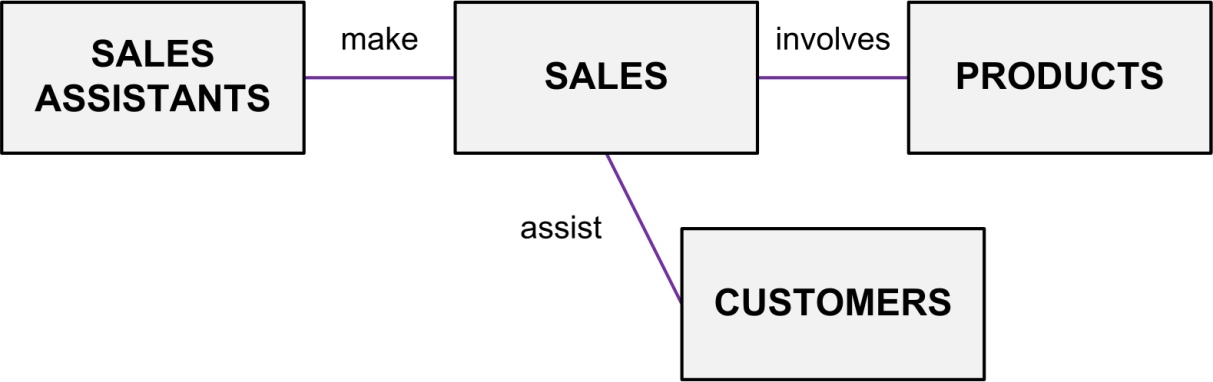 SALES
ASSISTANTS
make
SALES
involves
PRODUCTS
assist
CUSTOMERS